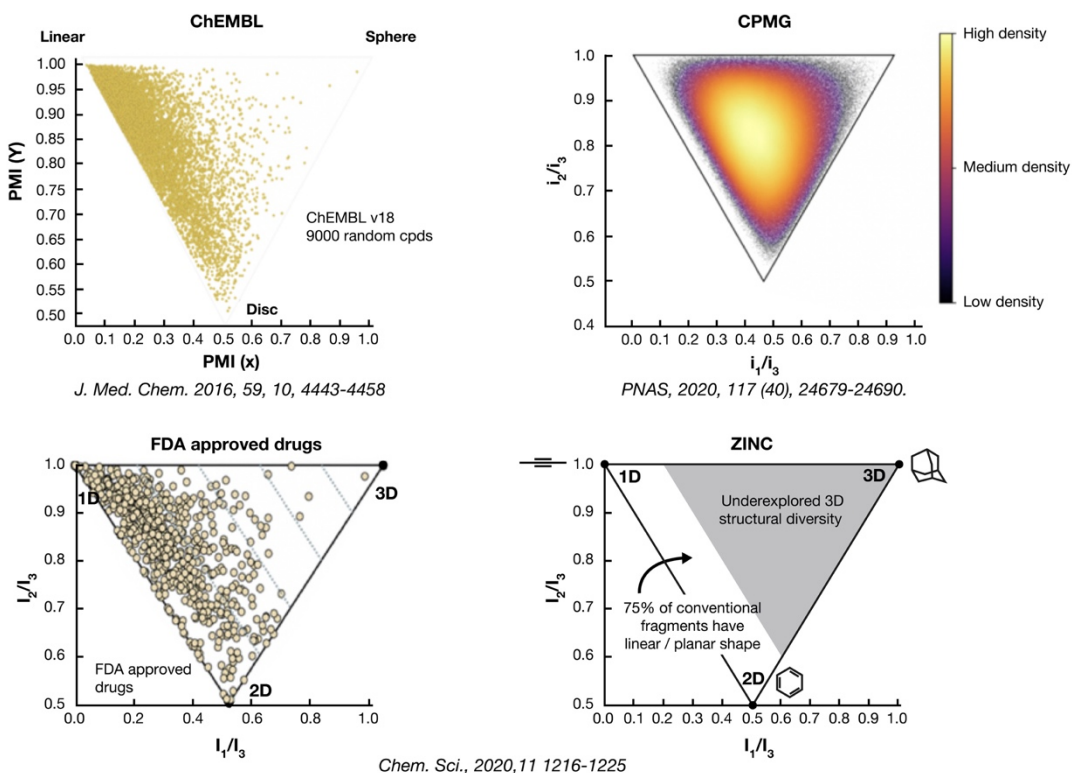 ChEMBL
Linear
Sphere
1.00
0.95
0.90
0.85
0.80
0.75
0.70
0.65
0.60
0.55
0.50
PMI (Y)
ChEMBL v18
9000 random cpds
Disc
0.0 0.1 0.2 0.3 0.4 0.5 0.6 0.7 0.8 0.9 1.0
PMI (x)
J. Med. Chem. 2016, 59, 10, 4443-4458
CPMG
1.0
0.9
0.8
0.7
0.6
0.5
0.4
i2/i3
0.0 0.1 0.2 0.3 0.4 0.5 0.6 0.7 0.8 0.9 1.0
i1/i3
High density
Medium density
Low density
PNAS, 2020, 117 (40), 24679-24690.
FDA approved drugs
1.0
0.9
0.8
0.7
0.6
0.5
I2/I3
1D
3D
FDA approved
drugs
2D
0.0 0.2 0.4 0.6 0.8 1.0
I1/I3
ZINC
1.0
0.9
0.8
0.7
0.6
0.5
I2/I3
1D
3D
Underexplored 3D
structural diversity
75% of conventional
fragments have
linear / planar shape
2D
0.0 0.1 0.2 0.3 0.4 0.5 0.6 0.7 0.8 0.9 1.0
I1/I3
Chem. Sci., 2020,11 1216-1225